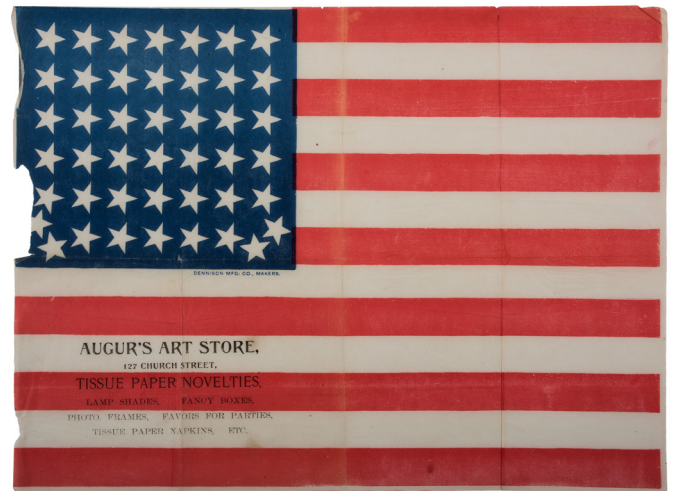 DENNISON MFG. CO., MAKERS.
AUGUR'S ART STORE,
127 CHURCH STREET,
TISSUE PAPER NOVELTIES,
LAMP SHADES, FANCY BOXES,
PHOTO. FRAMES, FAVORS FOR PARTIES,
TISSUE PAPER NAPKINS, ETC.